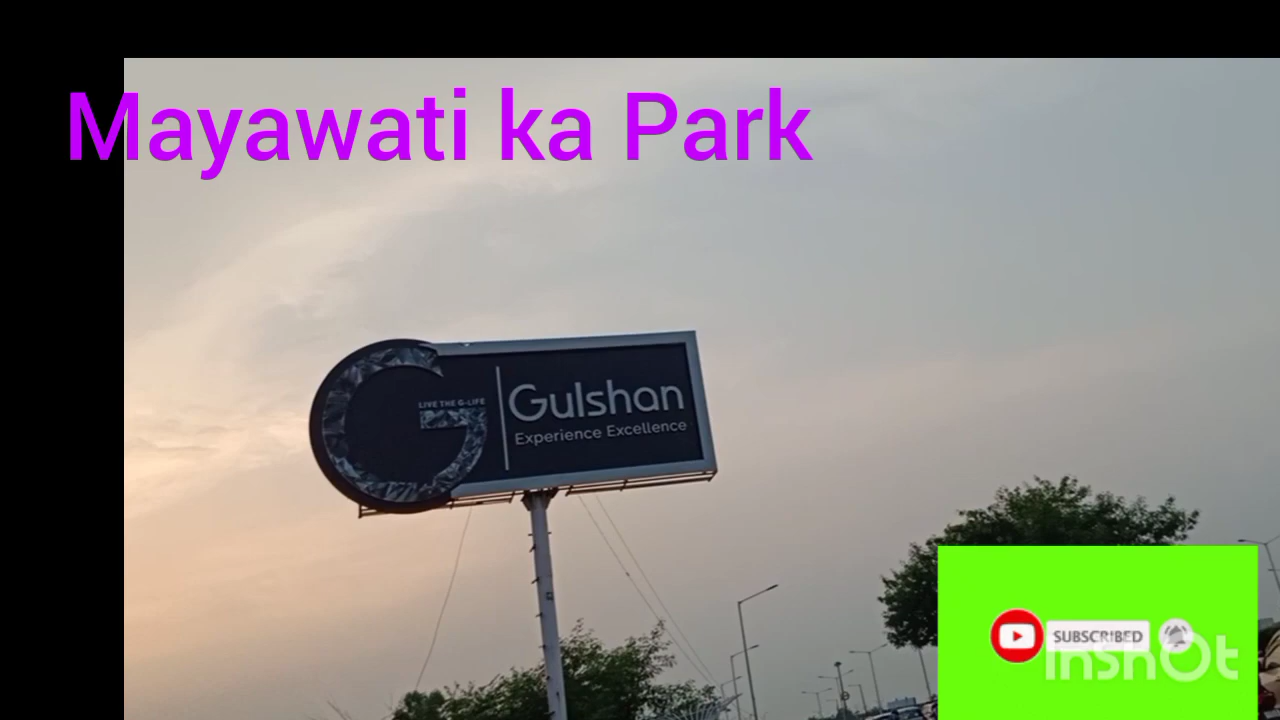 Mayawati ka Park
LIVE THE G-LIFE
Gulshan
Experience Excellence
SUBSCRIBED
InShOt